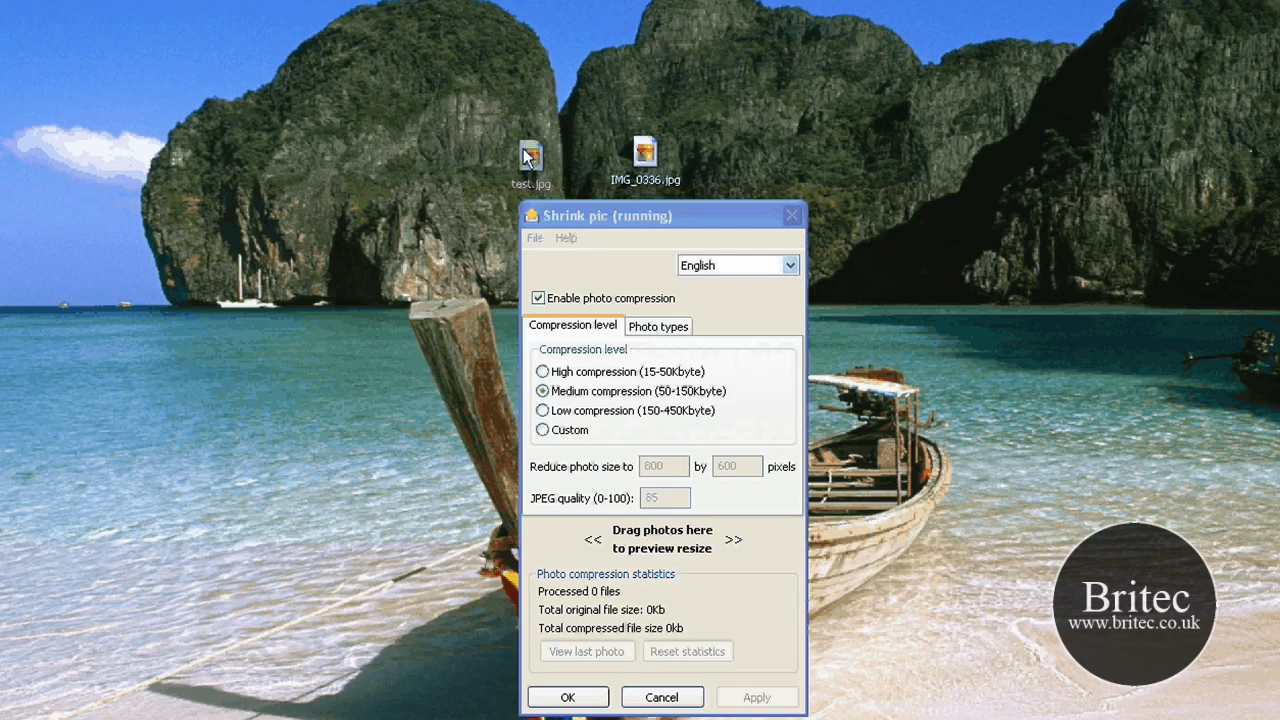 test.jpg
IMG_0336.jpg
Shrink pic (running)
File Help
English
Enable photo compression
Compression level Photo types
Compression level
High compression (15-50Kbyte)
Medium compression (50-150Kbyte)
Low compression (150-450Kbyte)
Custom
Reduce photo size to 800 by 600 pixels
JPEG quality (0-100): 85
<< Drag photos here >>
to preview resize
Photo compression statistics
Processed 0 files
Total original file size: 0Kb
Total compressed file size 0kb
View last photo Reset statistics
OK Cancel Apply
Britec
www.britec.co.uk